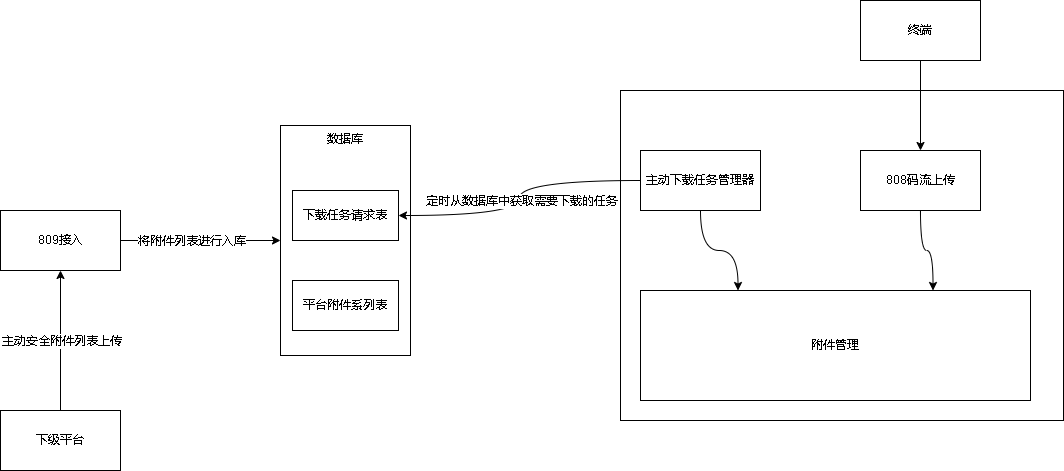 终端
数据库
主动下载任务管理器
808码流上传
定时从数据库中获取需要下载的任务
下载任务请求表
809接入
将附件列表进行入库
平台附件系列表
主动安全附件列表上传
附件管理
下级平台